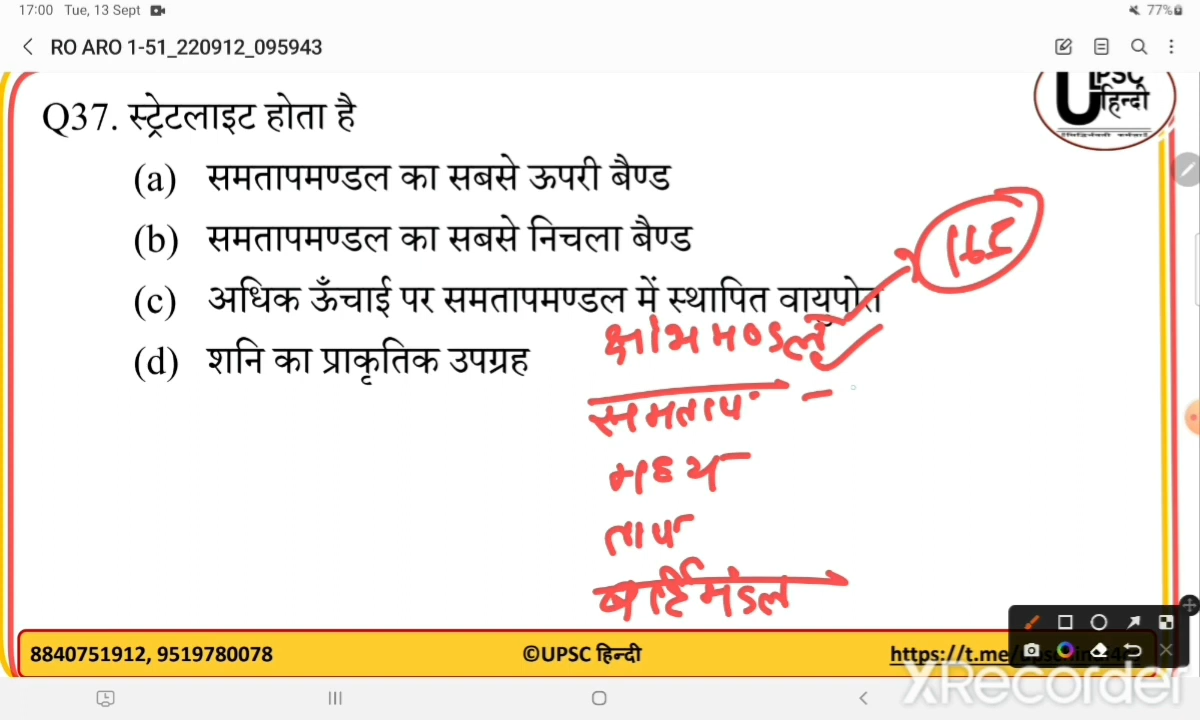 17:00 Tue, 13 Sept 77%
RO ARO 1-51_220912_095943
UPSC
हिन्दी
Q37. स्ट्रेटलाइट होता है
(a) समतापमण्डल का सबसे ऊपरी बैण्ड
(b) समतापमण्डल का सबसे निचला बैण्ड
(c) अधिक ऊँचाई पर समतापमण्डल में स्थापित वायुपोत
(d) शनि का प्राकृतिक उपग्रह
क्षोभमण्डल
समताप
मध्य
ताप
बर्हिमंडल
8840751912, 9519780078 ©UPSC हिन्दी https://t.me/
XRecorder